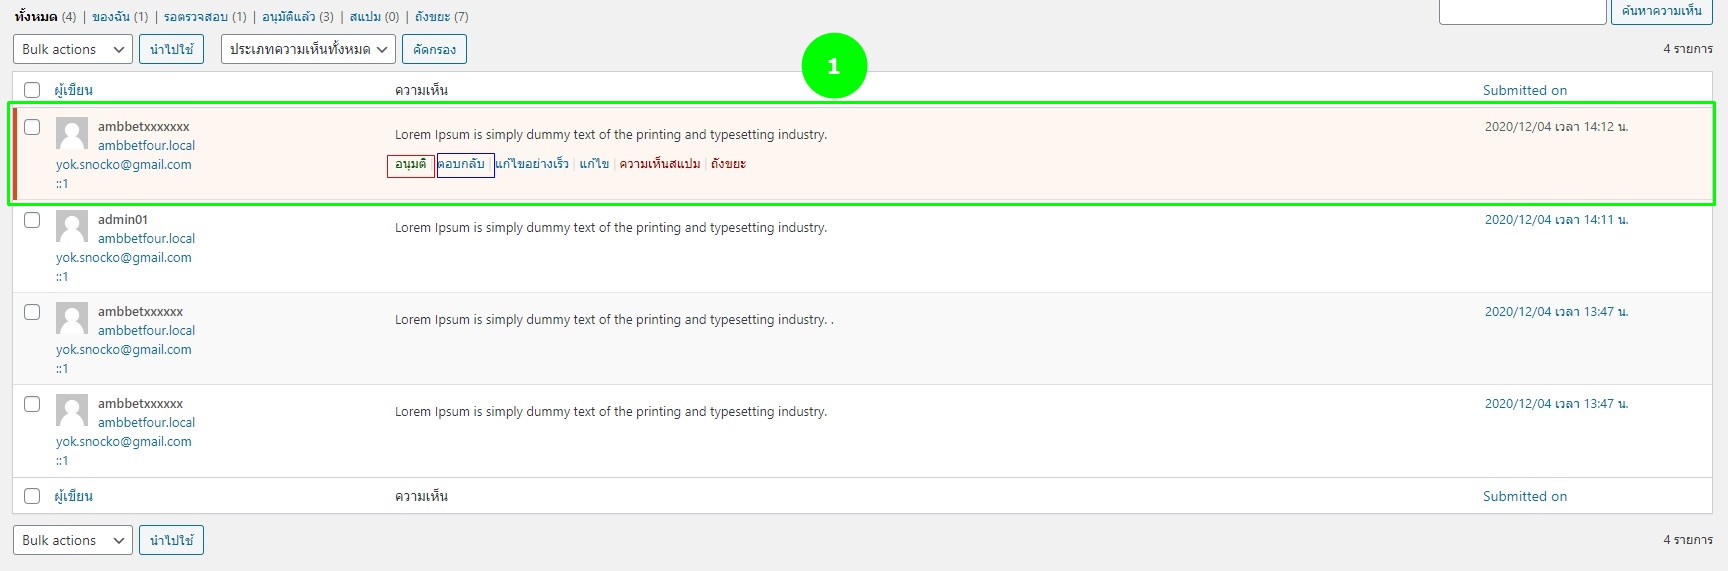 ทั้งหมด (4) | ของฉัน (1) | รอตรวจสอบ (1) | อนุมัติแล้ว (3) | สแปม (0) | ถังขยะ (7)
ค้นหาความเห็น
Bulk actions นำไปใช้ ประเภทความเห็นทั้งหมด คัดกรอง
4 รายการ
1
ผู้เขียน ความเห็น Submitted on
ambbetxxxxxxx
ambbetfour.local
yok.snocko@gmail.com
::1
Lorem Ipsum is simply dummy text of the printing and typesetting industry.
อนุมติ | ตอบกลับ | แก้ไขอย่างเร็ว | แก้ไข | ความเห็นสแปม | ถังขยะ
2020/12/04 เวลา 14:12 น.
admin01
ambbetfour.local
yok.snocko@gmail.com
::1
Lorem Ipsum is simply dummy text of the printing and typesetting industry.
2020/12/04 เวลา 14:11 น.
ambbetxxxxxx
ambbetfour.local
yok.snocko@gmail.com
::1
Lorem Ipsum is simply dummy text of the printing and typesetting industry. .
2020/12/04 เวลา 13:47 น.
ambbetxxxxxx
ambbetfour.local
yok.snocko@gmail.com
::1
Lorem Ipsum is simply dummy text of the printing and typesetting industry.
2020/12/04 เวลา 13:47 น.
ผู้เขียน ความเห็น Submitted on
Bulk actions นำไปใช้
4 รายการ